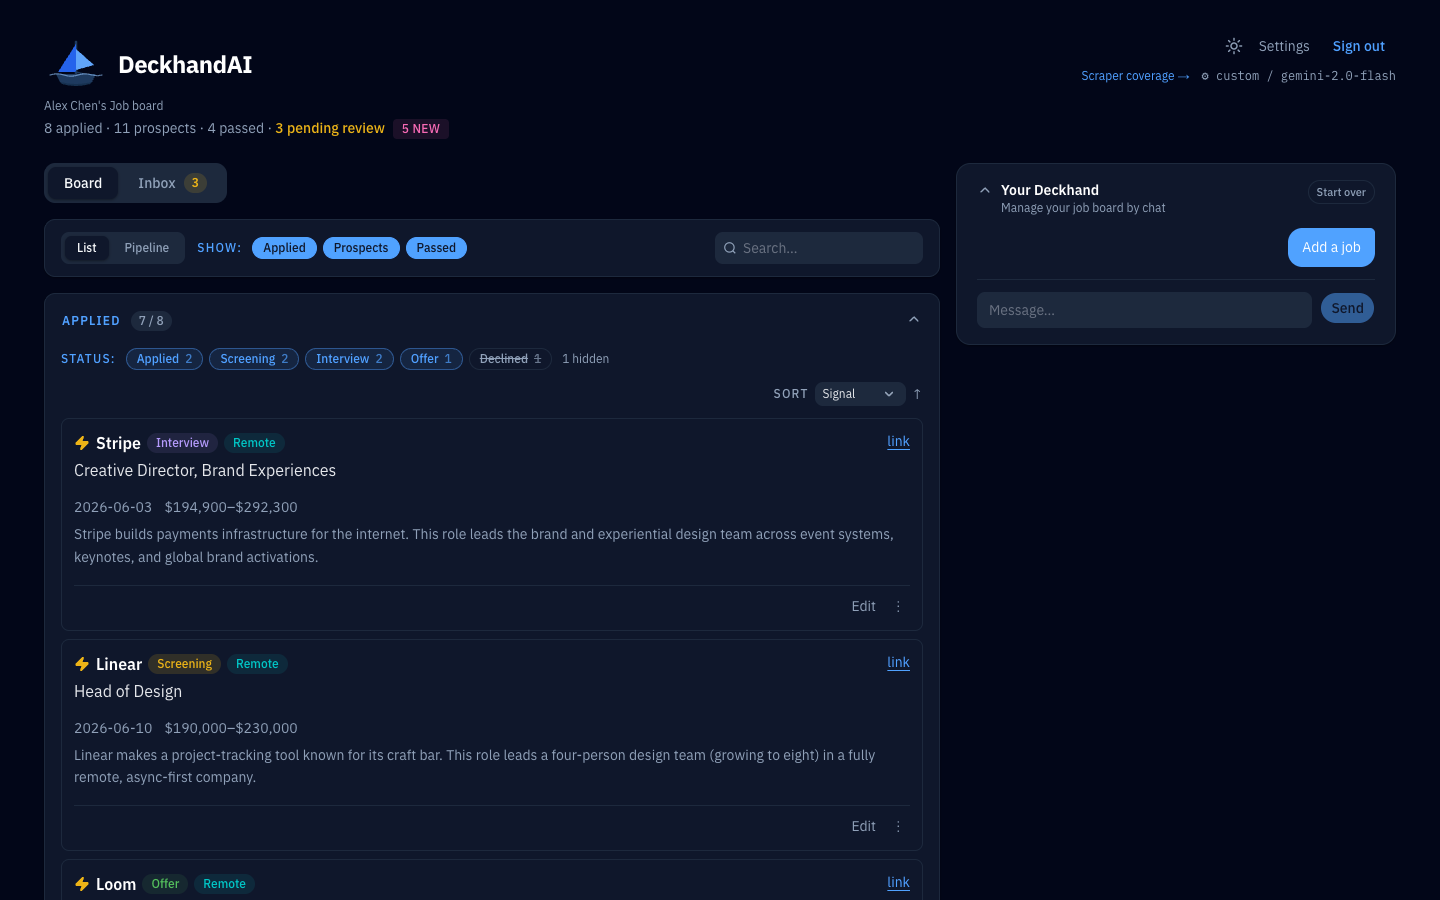 DeckhandAI
Settings
Sign out
Scraper coverage →
⚙ custom / gemini-2.0-flash
Alex Chen's Job board
8 applied · 11 prospects · 4 passed · 3 pending review 5 NEW
Board
Inbox 3
List
Pipeline
SHOW:
Applied
Prospects
Passed
Search...
APPLIED 7 / 8
STATUS:
Applied 2
Screening 2
Interview 2
Offer 1
Declined 1
1 hidden
SORT
Signal
↑
Stripe Interview Remote link
Creative Director, Brand Experiences
2026-06-03 $194,900–$292,300
Stripe builds payments infrastructure for the internet. This role leads the brand and experiential design team across event systems,
keynotes, and global brand activations.
Edit ⋮
Linear Screening Remote link
Head of Design
2026-06-10 $190,000–$230,000
Linear makes a project-tracking tool known for its craft bar. This role leads a four-person design team (growing to eight) in a fully
remote, async-first company.
Edit ⋮
Loom Offer Remote link
Your Deckhand
Manage your job board by chat
Start over
Add a job
Message...
Send